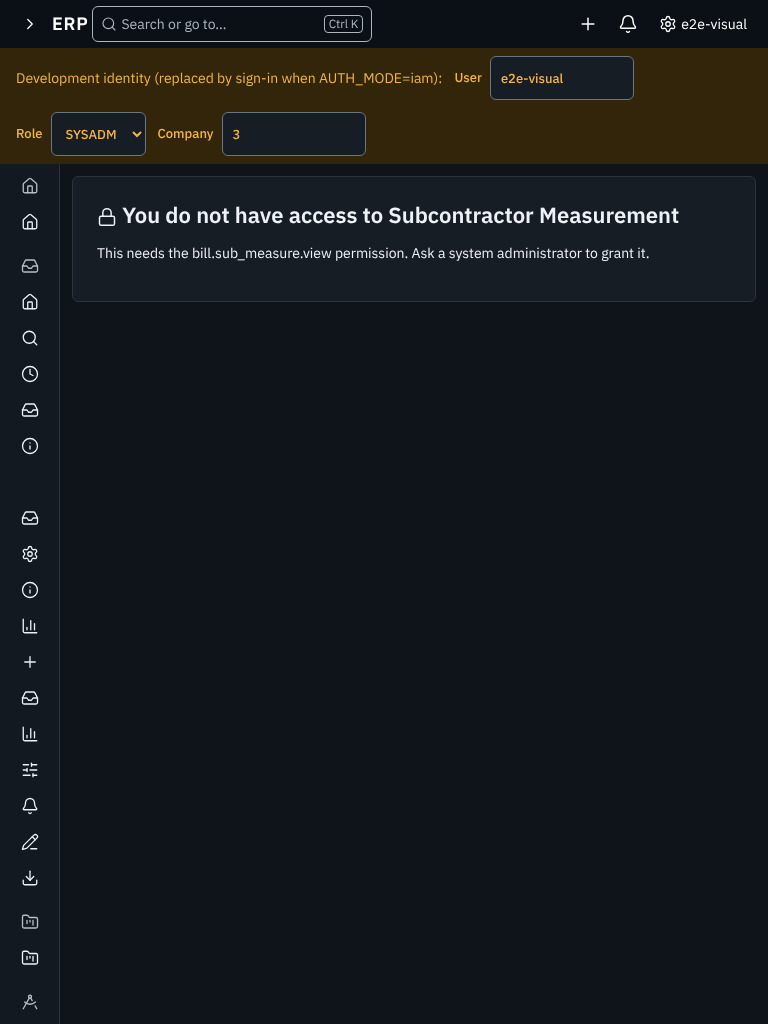 ERP Search or go to... Ctrl K e2e-visual
Development identity (replaced by sign-in when AUTH_MODE=iam): User e2e-visual
Role SYSADM Company 3
You do not have access to Subcontractor Measurement
This needs the bill.sub_measure.view permission. Ask a system administrator to grant it.